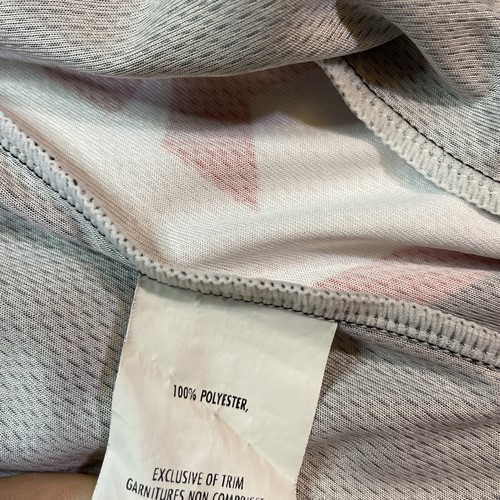 100% POLYESTER,
EXCLUSIVE OF TRIM
GARNITURES NON COMPRISES